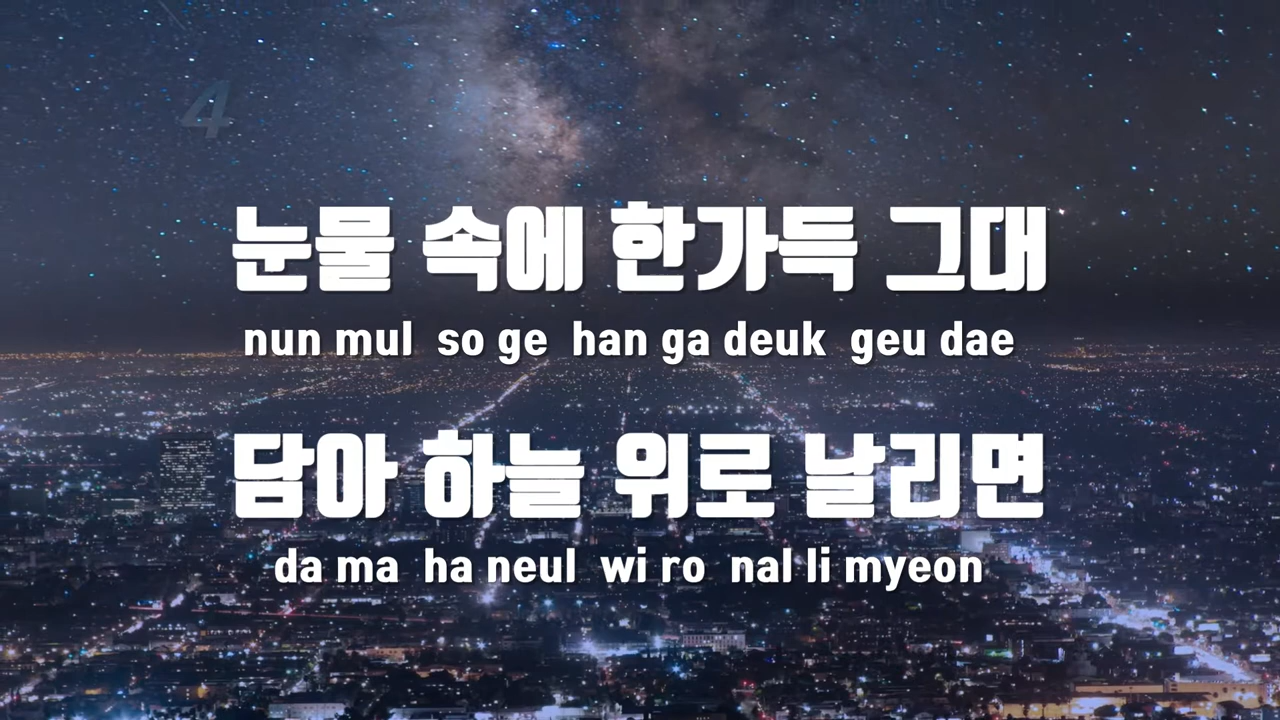 4
눈물 속에 한가득 그대
nun mul so ge han ga deuk geu dae
담아 하늘 위로 날리면
da ma ha neul wi ro nal li myeon